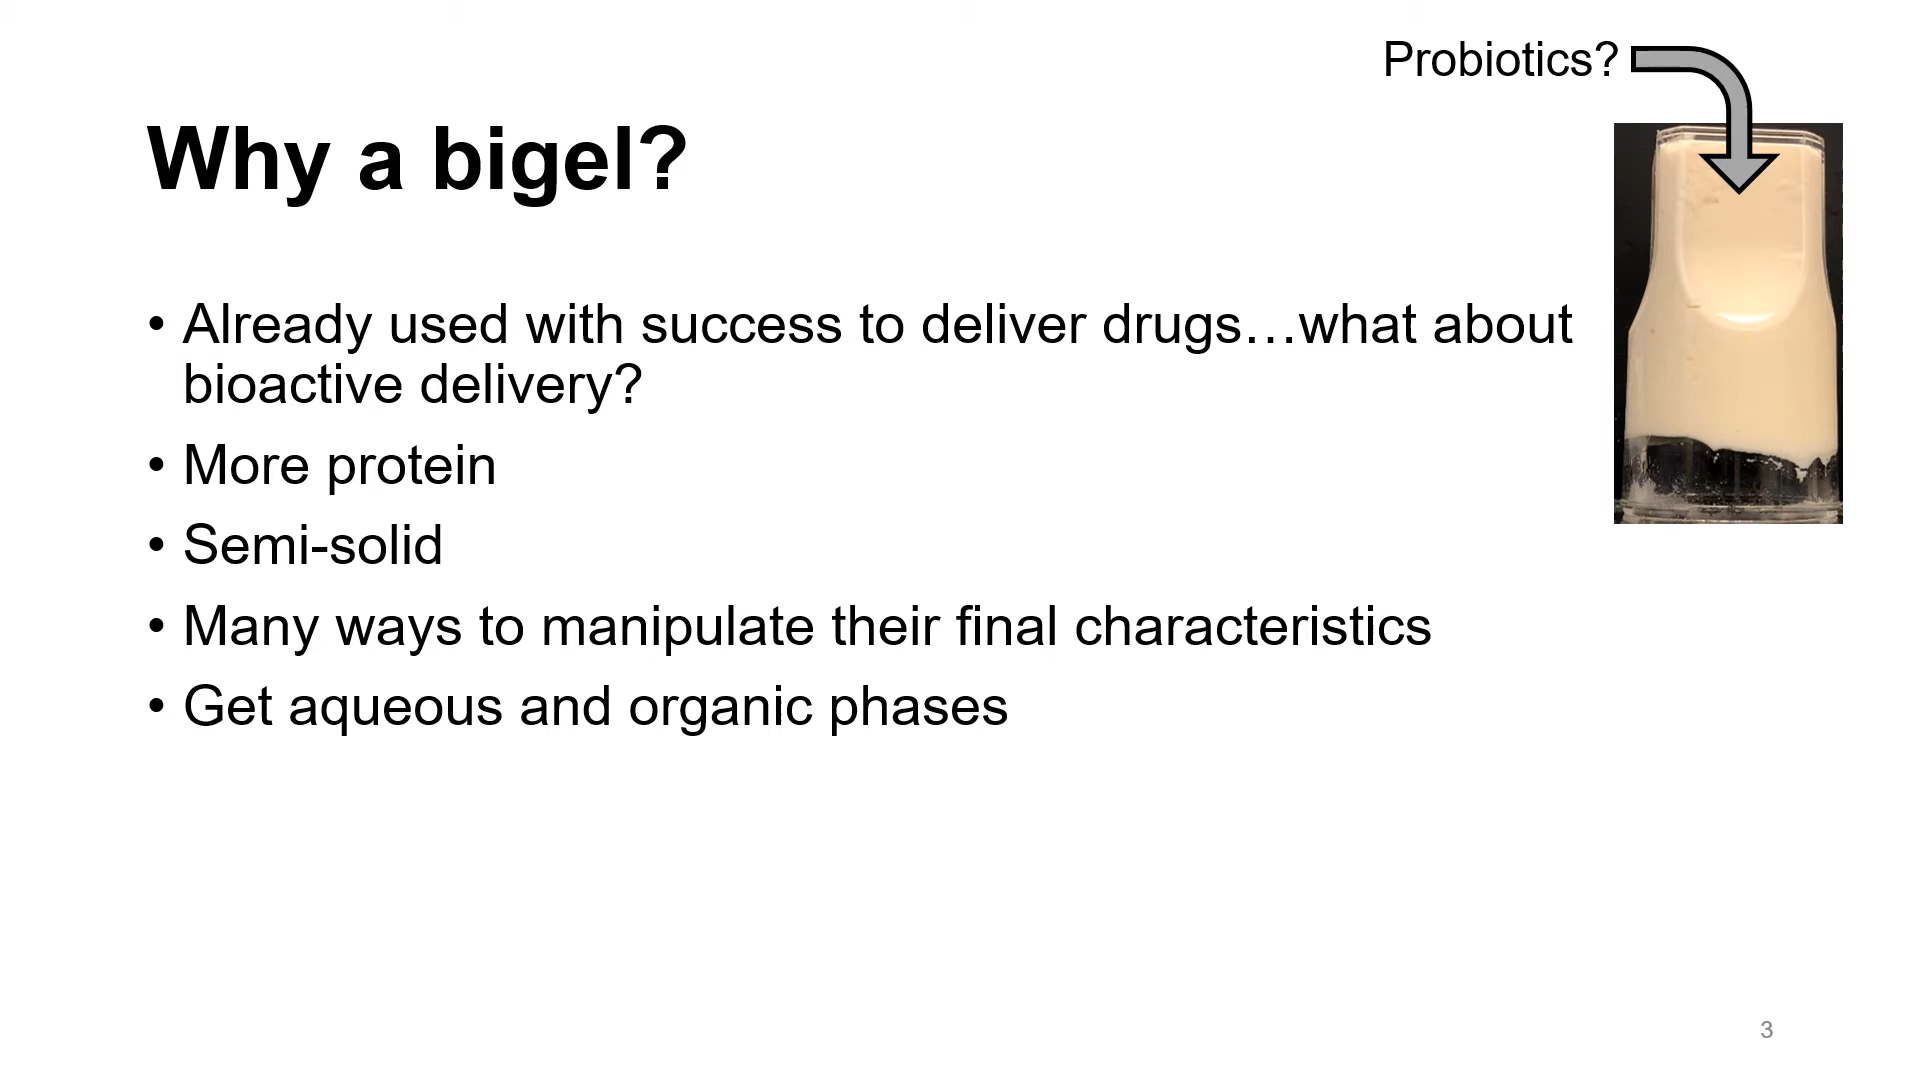 Probiotics?
Why a bigel?
• Already used with success to deliver drugs…what about
bioactive delivery?
• More protein
• Semi-solid
• Many ways to manipulate their final characteristics
• Get aqueous and organic phases
3